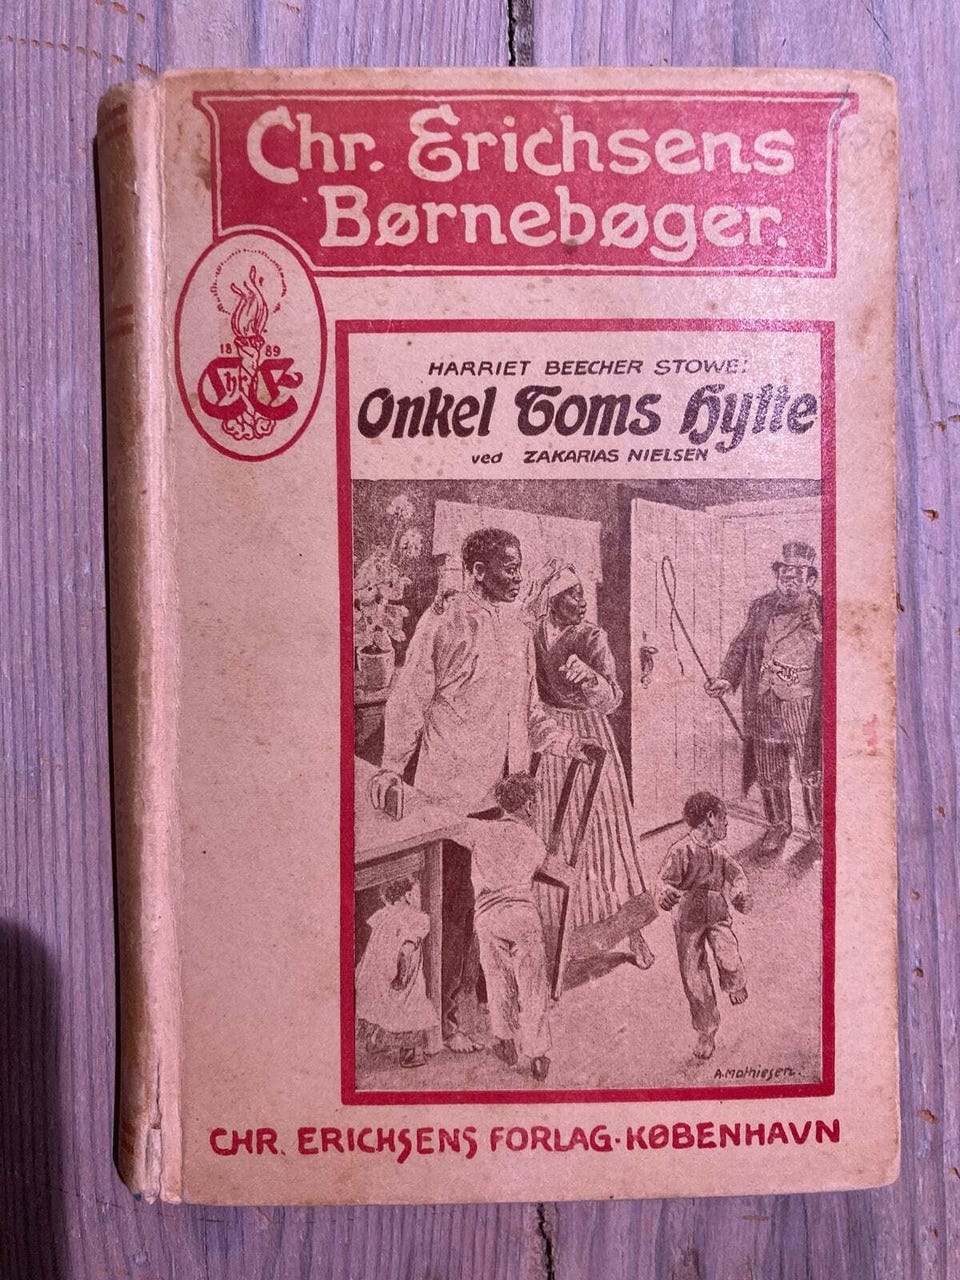 Chr. Erichsens
Børnebøger.
18 89
Chr. E
HARRIET BEECHER STOWE:
Onkel Toms Hytte
ved ZAKARIAS NIELSEN
A. Mathiesen.
CHR. ERICHSENS FORLAG·KØBENHAVN